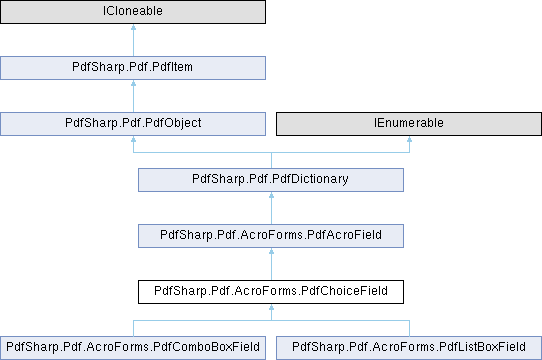 ICloneable
PdfSharp.Pdf.PdfItem
PdfSharp.Pdf.PdfObject
IEnumerable
PdfSharp.Pdf.PdfDictionary
PdfSharp.Pdf.AcroForms.PdfAcroField
PdfSharp.Pdf.AcroForms.PdfChoiceField
PdfSharp.Pdf.AcroForms.PdfComboBoxField
PdfSharp.Pdf.AcroForms.PdfListBoxField